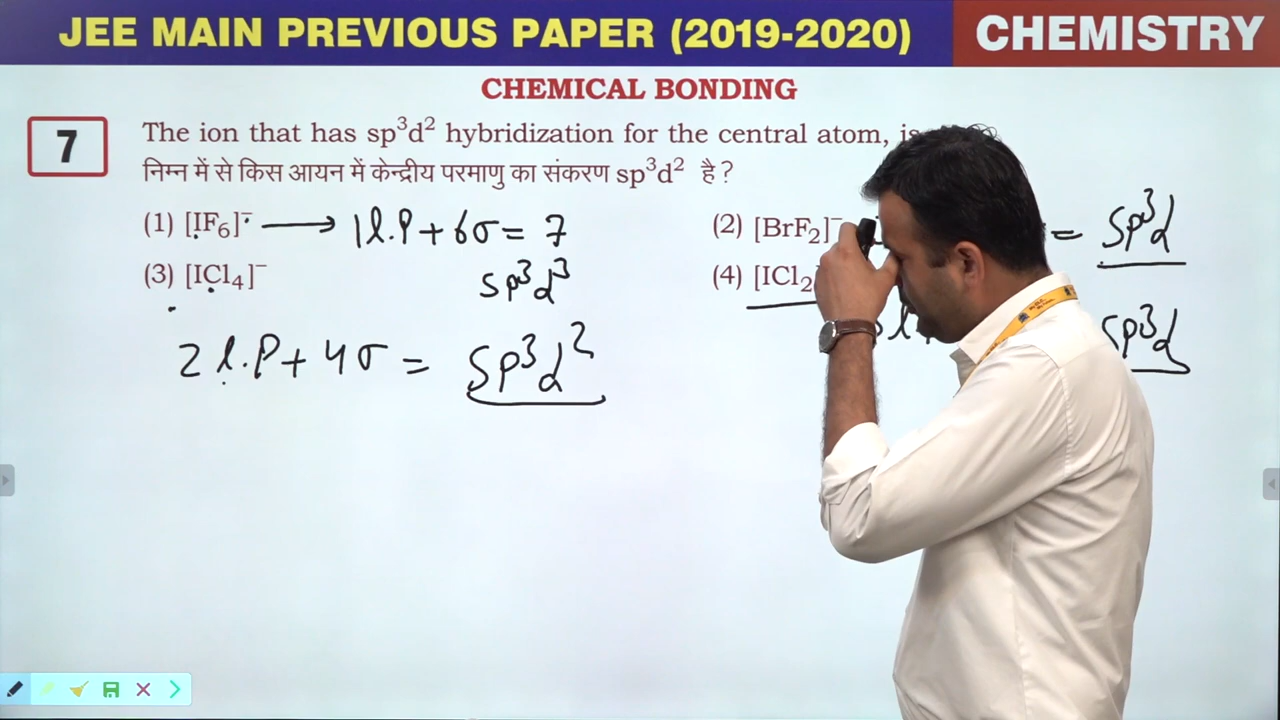 JEE MAIN PREVIOUS PAPER (2019-2020)
CHEMISTRY
CHEMICAL BONDING
7
The ion that has sp³d² hybridization for the central atom, is
निम्न में से किस आयन में केन्द्रीय परमाणु का संकरण sp³d² है ?
(1) [IF₆]⁻ ⟶ 1l.P + 6σ = 7
sp³d³
(2) [BrF₂]⁻ = sp³d
(3) [ICl₄]⁻
(4) [ICl₂
2 l.P + 4σ = sp³d²
sp³d